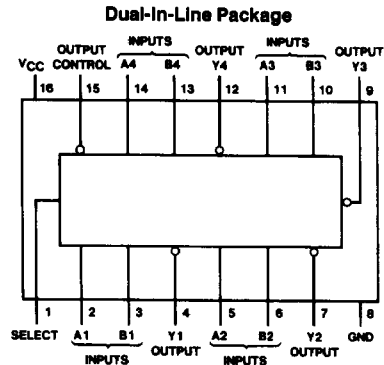 Dual-In-Line Package
OUTPUT INPUTS OUTPUT INPUTS OUTPUT
VCC CONTROL A4 B4 Y4 A3 B3 Y3
16 15 14 13 12 11 10 9
1 2 3 4 5 6 7 8
SELECT A1 B1 Y1 A2 B2 Y2 GND
INPUTS OUTPUT INPUTS OUTPUT